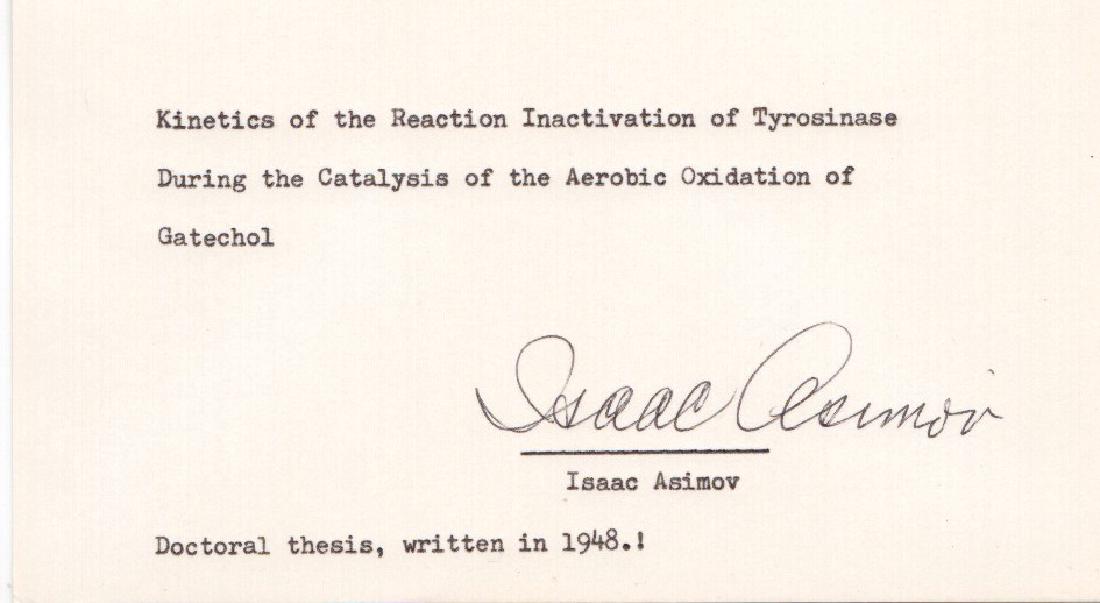 Kinetics of the Reaction Inactivation of Tyrosinase
During the Catalysis of the Aerobic Oxidation of
Gatechol
Isaac Asimov
Isaac Asimov
Doctoral thesis, written in 1948.!